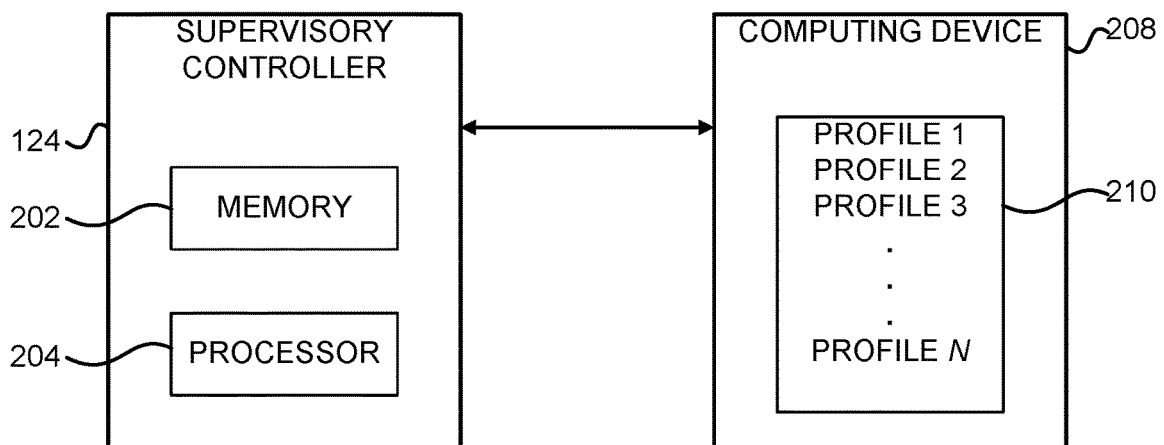 SUPERVISORY
CONTROLLER
124
MEMORY
202
PROCESSOR
204
COMPUTING DEVICE
208
PROFILE 1
PROFILE 2
PROFILE 3
.
.
.
PROFILE N
210